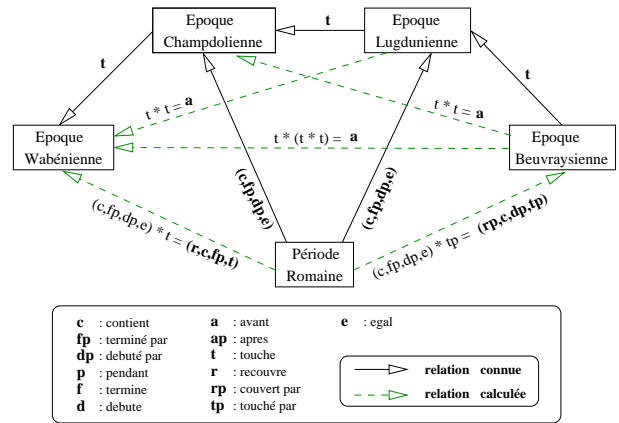 Epoque
Champdolienne
t
Epoque
Lugdunienne
t
t
t * t = a
t * t = a
Epoque
Wabénienne
t * (t * t) = a
Epoque
Beuvraysienne
(c,fp,dp,e)
(c,fp,dp,e)
(c,fp,dp,e) * t = (r,c,fp,t)
Période
Romaine
(c,fp,dp,e) * tp = (rp,c,dp,tp)
c : contient
fp : terminé par
dp : debuté par
p : pendant
f : termine
d : debute
a : avant
ap : apres
t : touche
r : recouvre
rp : couvert par
tp : touché par
e : egal
relation connue
relation calculée